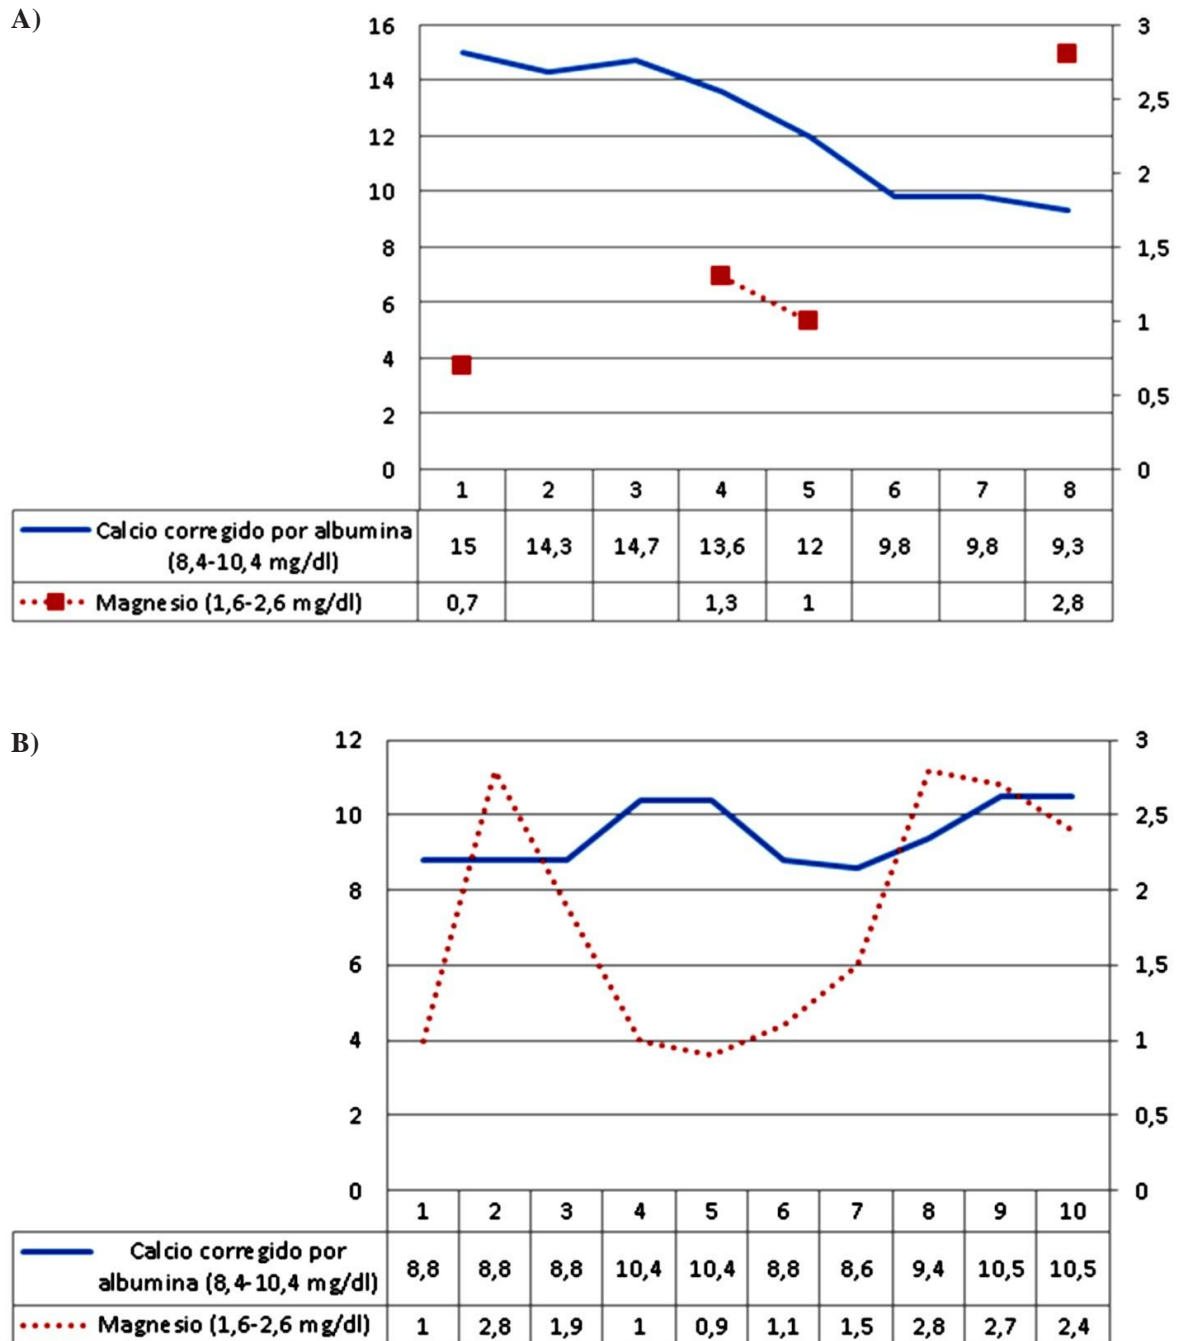 A)
16
14
12
10
8
6
4
2
0
3
2,5
2
1,5
1
0,5
0
1 2 3 4 5 6 7 8
Calcio corregido por albumina
(8,4-10,4 mg/dl)
15 14,3 14,7 13,6 12 9,8 9,8 9,3
Magnesio (1,6-2,6 mg/dl)
0,7 1,3 1 2,8
B)
12
10
8
6
4
2
0
3
2,5
2
1,5
1
0,5
0
1 2 3 4 5 6 7 8 9 10
Calcio corregido por
albumina (8,4-10,4 mg/dl)
8,8 8,8 8,8 10,4 10,4 8,8 8,6 9,4 10,5 10,5
Magnesio (1,6-2,6 mg/dl)
1 2,8 1,9 1 0,9 1,1 1,5 2,8 2,7 2,4